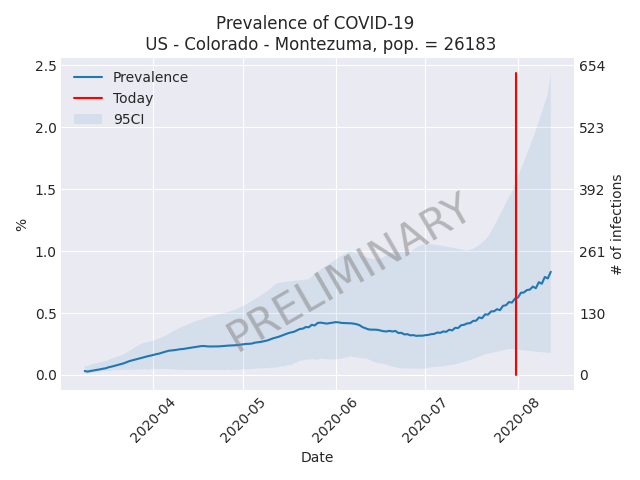 Prevalence of COVID-19
US - Colorado - Montezuma, pop. = 26183
Prevalence
Today
95CI
PRELIMINARY
2.5
2.0
1.5
1.0
0.5
0.0
%
654
523
392
261
130
0
# of infections
2020-04
2020-05
2020-06
2020-07
2020-08
Date